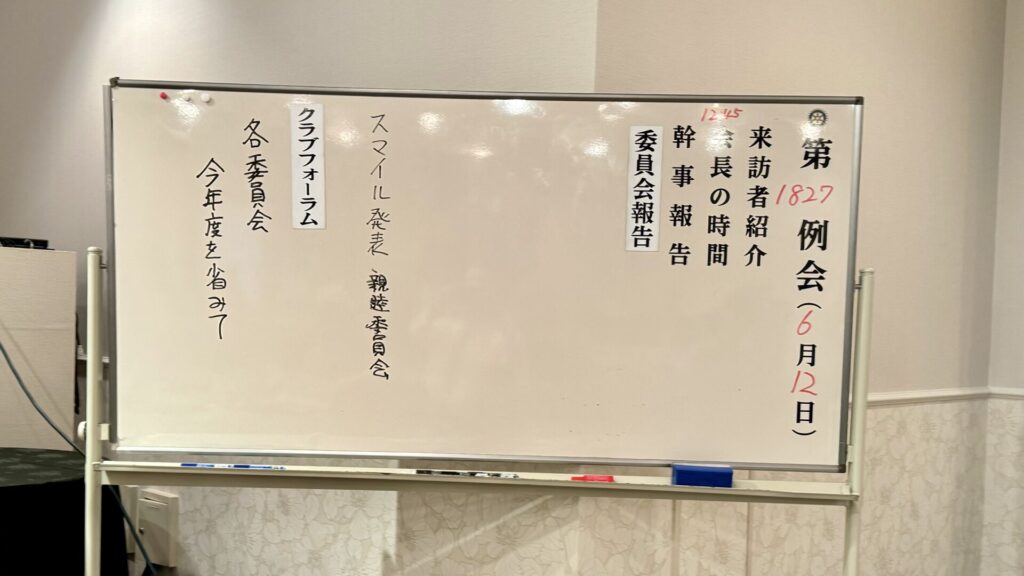 第1827例会(6月12日)
来訪者紹介
1245
会長の時間
幹事報告
委員会報告
スマイル発表 親睦委員会
クラブフォーラム
各委員会
今年度を省みて